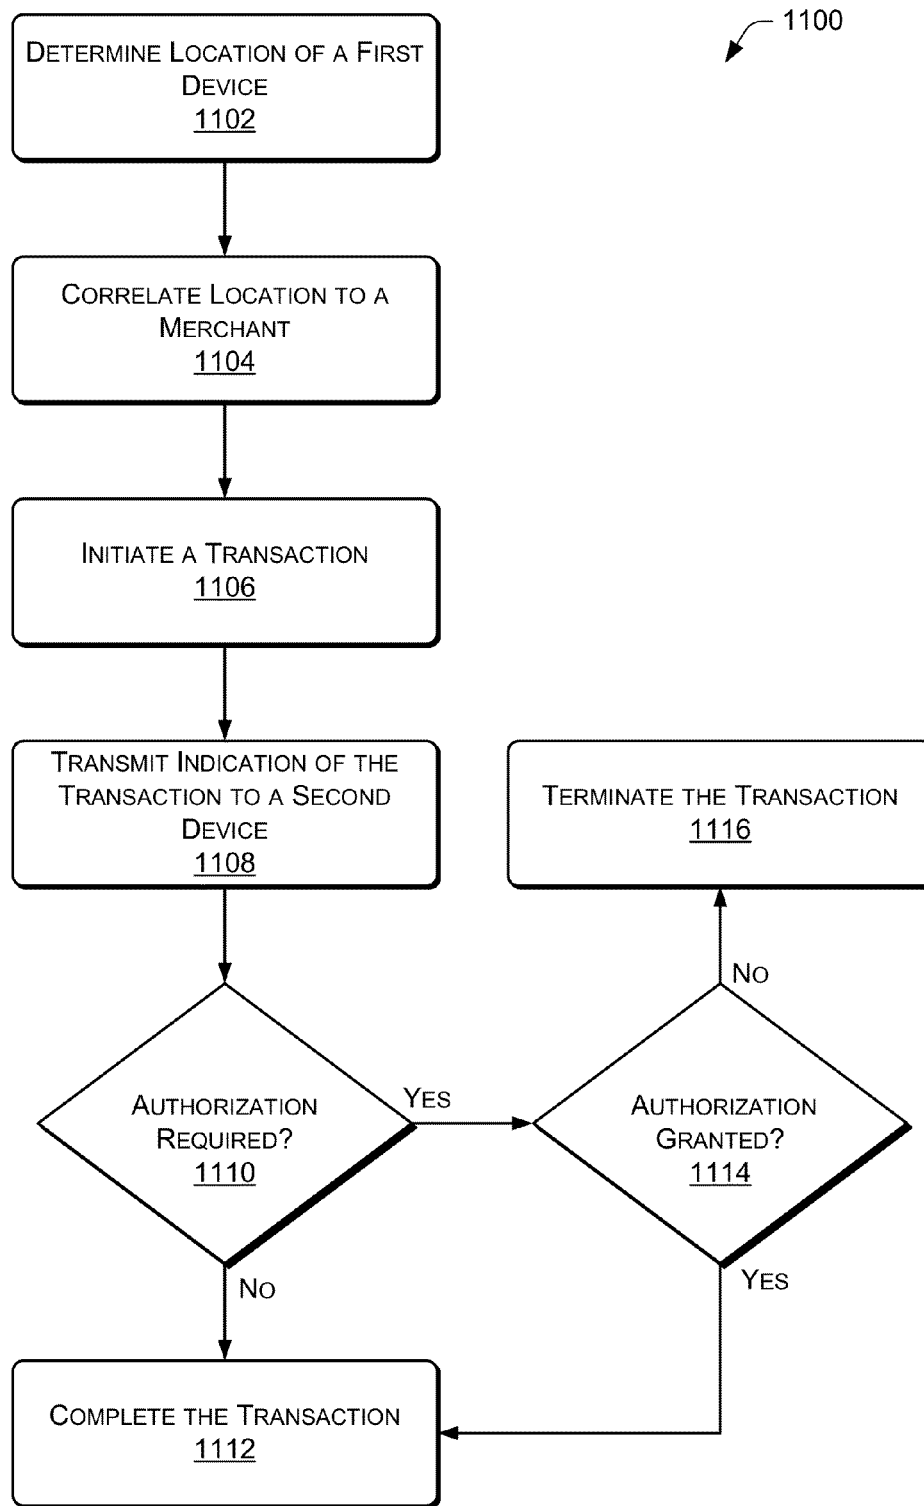 1100
DETERMINE LOCATION OF A FIRST
DEVICE
1102
CORRELATE LOCATION TO A
MERCHANT
1104
INITIATE A TRANSACTION
1106
TRANSMIT INDICATION OF THE
TRANSACTION TO A SECOND
DEVICE
1108
TERMINATE THE TRANSACTION
1116
NO
AUTHORIZATION
REQUIRED?
1110
YES
AUTHORIZATION
GRANTED?
1114
NO
YES
COMPLETE THE TRANSACTION
1112